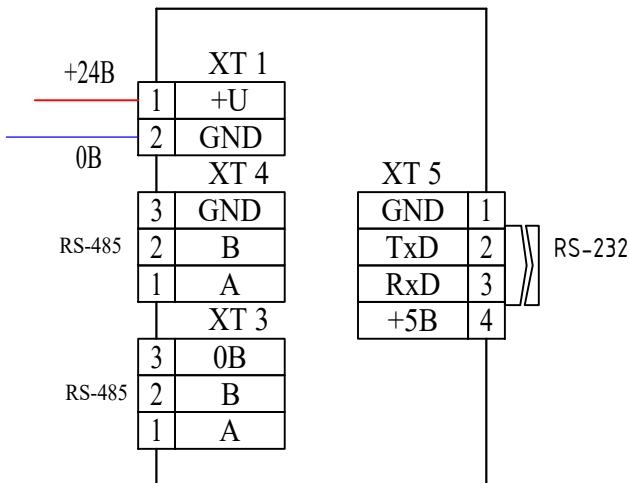 +24В
XT 1
1 +U
2 GND
0В
XT 4
3 GND
RS-485
2 B
1 A
XT 3
3 0В
RS-485
2 B
1 A
XT 5
GND 1
TxD 2
RS-232
RxD 3
+5В 4